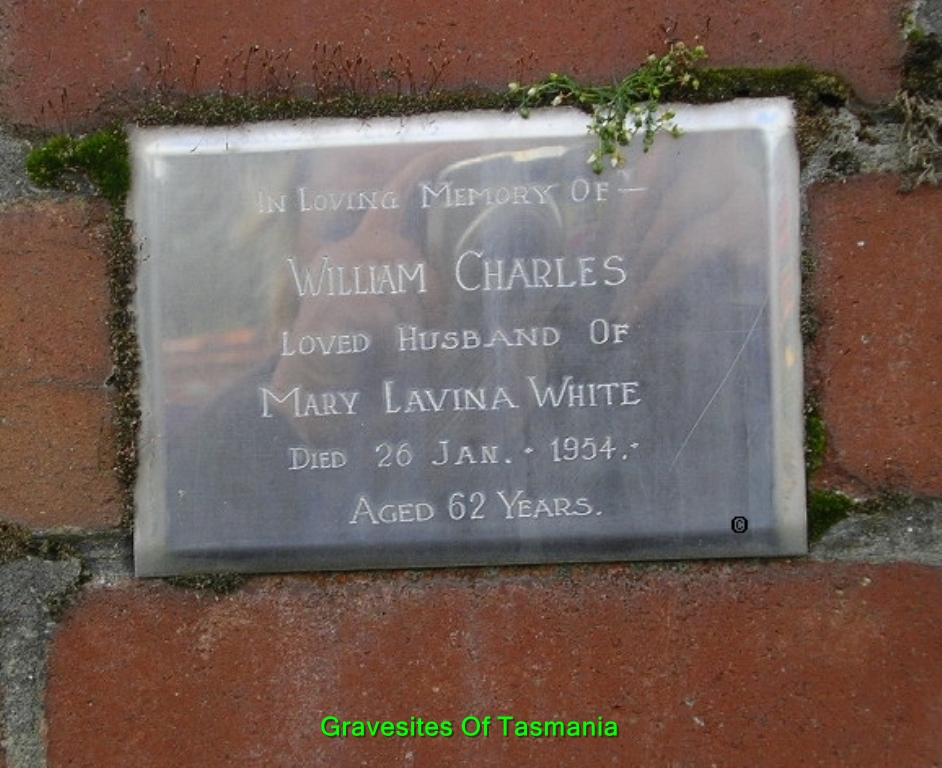 In Loving Memory Of —
William Charles
Loved Husband Of
Mary Lavina White
Died 26 Jan. · 1954.·
Aged 62 Years.
©
Gravesites Of Tasmania